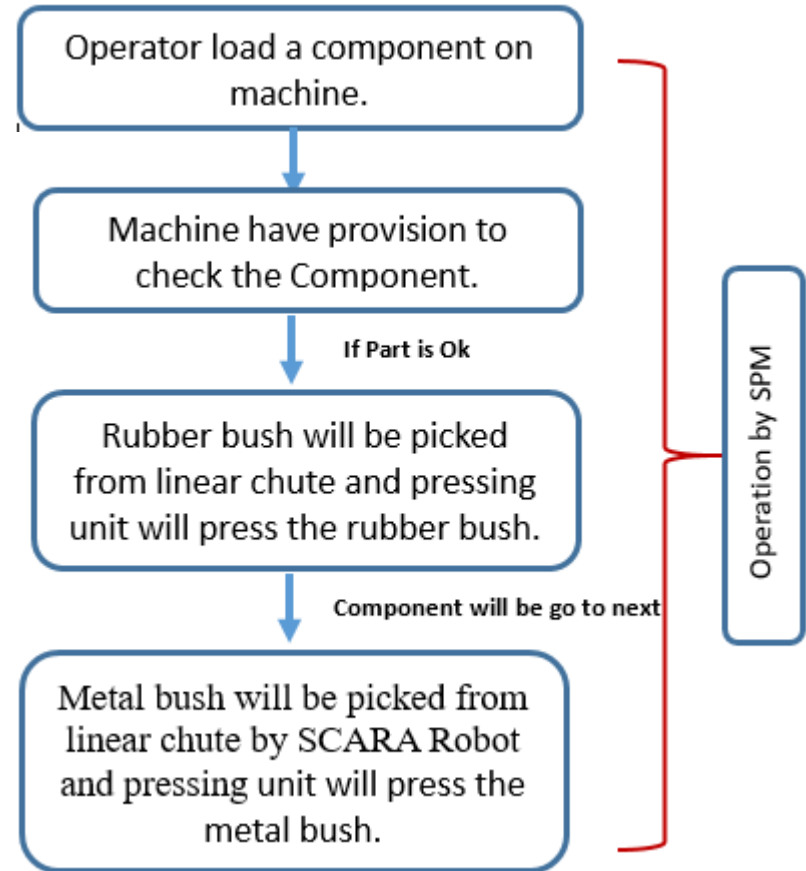 Operator load a component on
machine.
Machine have provision to
check the Component.
If Part is Ok
Rubber bush will be picked
from linear chute and pressing
unit will press the rubber bush.
Component will be go to next
Metal bush will be picked from
linear chute by SCARA Robot
and pressing unit will press the
metal bush.
Operation by SPM